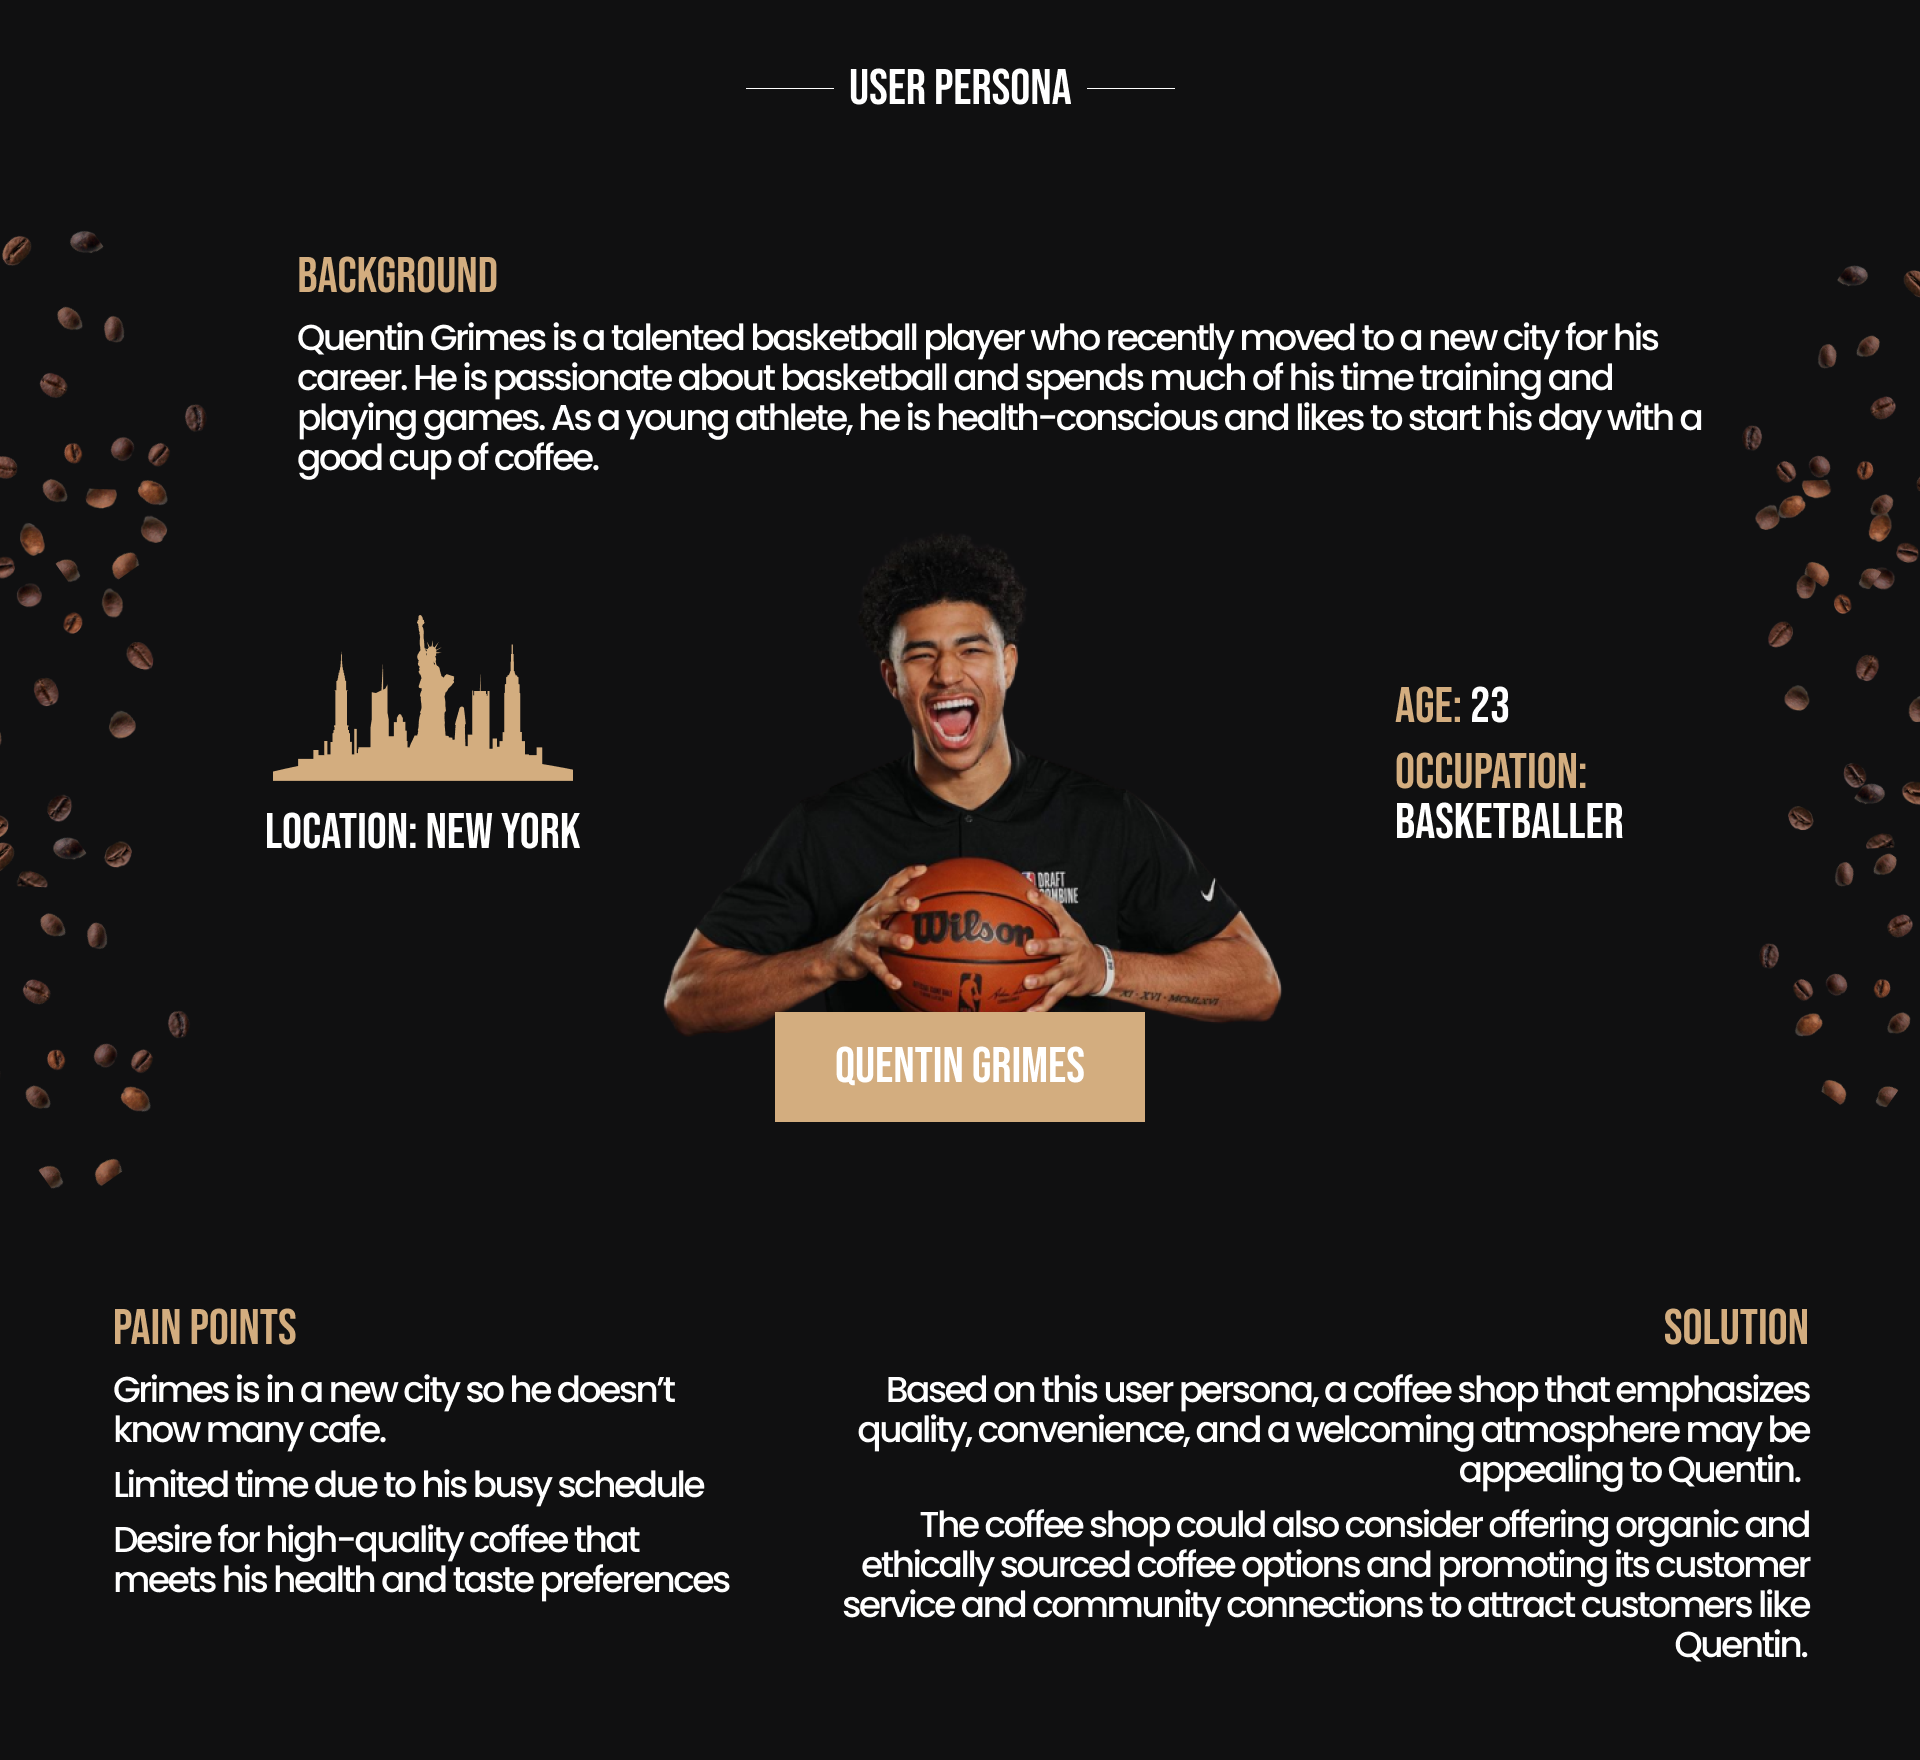 USER PERSONA
BACKGROUND
Quentin Grimes is a talented basketball player who recently moved to a new city for his
career. He is passionate about basketball and spends much of his time training and
playing games. As a young athlete, he is health-conscious and likes to start his day with a
good cup of coffee.
LOCATION: NEW YORK
AGE: 23
OCCUPATION:
BASKETBALLER
DRAFT
Wilson
XI · XVI · MCMLXVI
QUENTIN GRIMES
PAIN POINTS
Grimes is in a new city so he doesn’t
know many cafe.
Limited time due to his busy schedule
Desire for high-quality coffee that
meets his health and taste preferences
SOLUTION
Based on this user persona, a coffee shop that emphasizes
quality, convenience, and a welcoming atmosphere may be
appealing to Quentin.
The coffee shop could also consider offering organic and
ethically sourced coffee options and promoting its customer
service and community connections to attract customers like
Quentin.